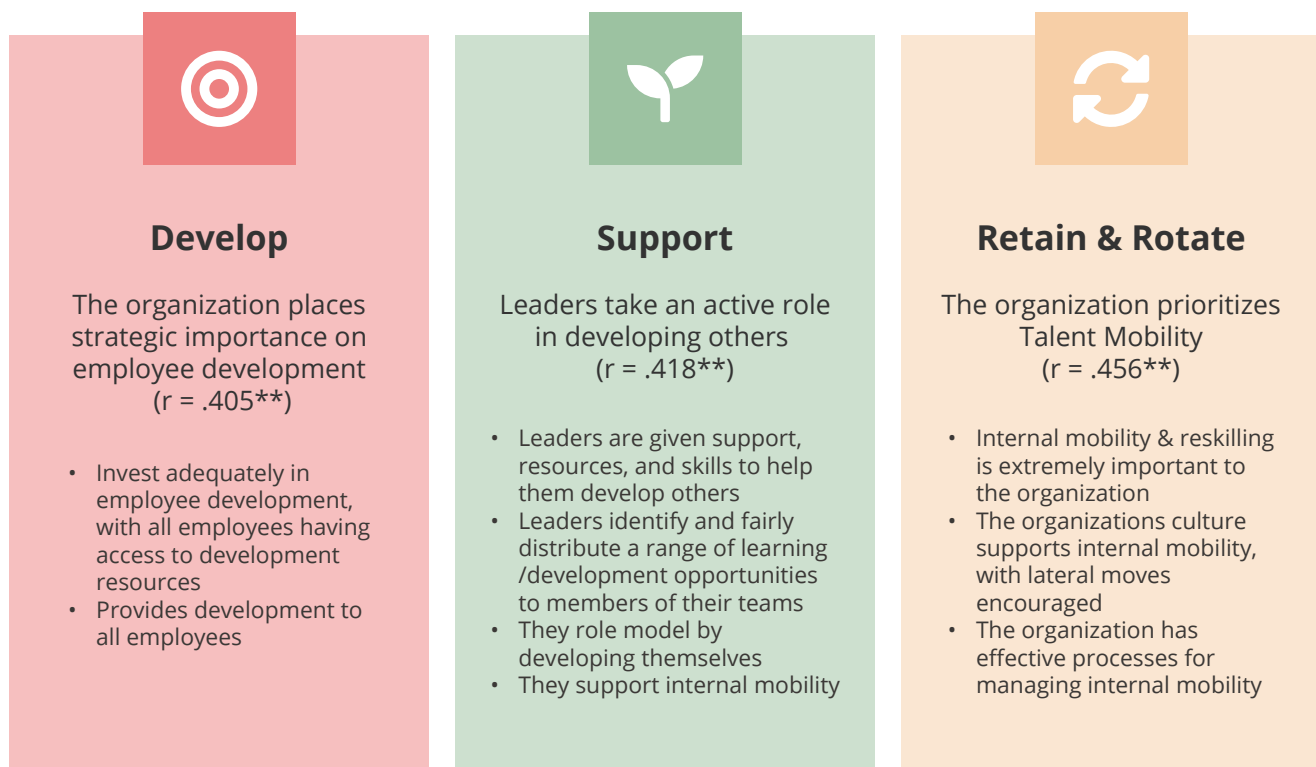 Develop
The organization places
strategic importance on
employee development
(r = .405**)
• Invest adequately in
employee development,
with all employees having
access to development
resources
• Provides development to
all employees
Support
Leaders take an active role
in developing others
(r = .418**)
• Leaders are given support,
resources, and skills to help
them develop others
• Leaders identify and fairly
distribute a range of learning
/development opportunities
to members of their teams
• They role model by
developing themselves
• They support internal mobility
Retain & Rotate
The organization prioritizes
Talent Mobility
(r = .456**)
• Internal mobility & reskilling
is extremely important to
the organization
• The organizations culture
supports internal mobility,
with lateral moves
encouraged
• The organization has
effective processes for
managing internal mobility